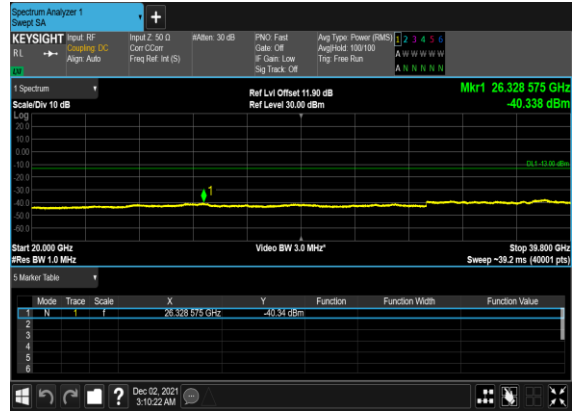 Spectrum Analyzer 1
Swept SA
+
KEYSIGHT Input: RF Input Z: 50 Ω #Atten: 30 dB PNO: Fast Avg Type: Power (RMS) 1 2 3 4 5 6
RL Coupling: DC Corr CCorr Gate: Off Avg|Hold: 100/100 A W W W W W
Align: Auto Freq Ref: Int (S) IF Gain: Low Trig: Free Run
Sig Track: Off A N N N N N
1 Spectrum Ref Lvl Offset 11.90 dB Mkr1 26.328 575 GHz
Scale/Div 10 dB Ref Level 30.00 dBm -40.338 dBm
Log
20.0
10.0
0.00
-10.0 DL1 -13.00 dBm
-20.0
-30.0 1
-40.0
-50.0
-60.0
Start 20.000 GHz Video BW 3.0 MHz* Stop 39.800 GHz
#Res BW 1.0 MHz Sweep ~39.2 ms (40001 pts)
5 Marker Table
Mode Trace Scale X Y Function Function Width Function Value
1 N 1 f 26.328 575 GHz -40.34 dBm
2
3
4
5
6
? Dec 02, 2021
3:10:22 AM